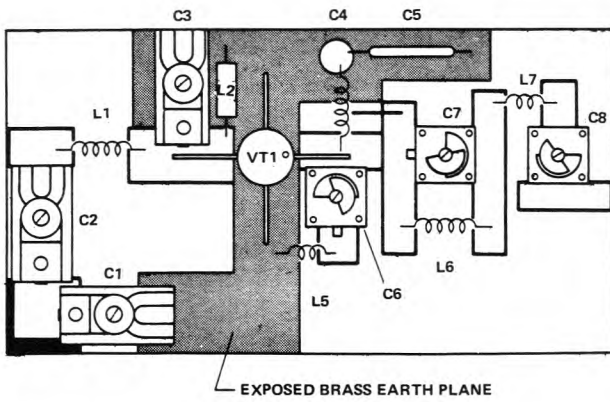 C3
C4
C5
L1
L2
L7
C7
C8
VT1
C2
C1
L5
C6
L6
EXPOSED BRASS EARTH PLANE